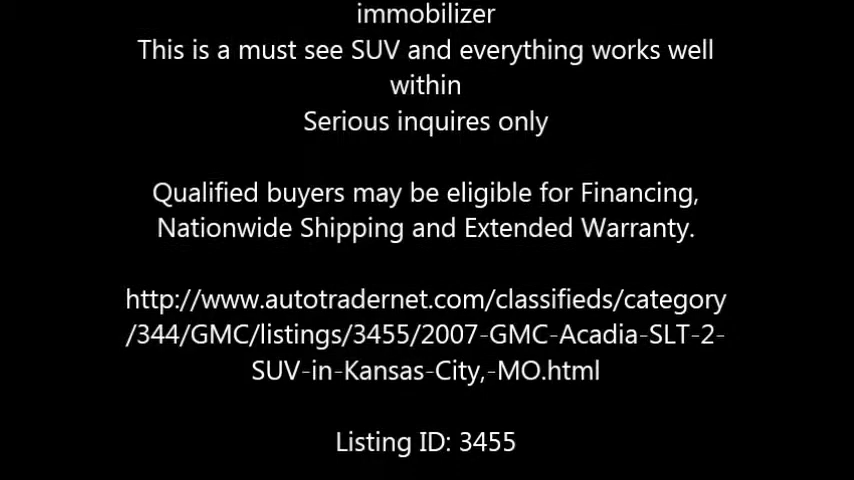 immobilizer
This is a must see SUV and everything works well
within
Serious inquires only
Qualified buyers may be eligible for Financing,
Nationwide Shipping and Extended Warranty.
http://www.autotradernet.com/classifieds/category
/344/GMC/listings/3455/2007-GMC-Acadia-SLT-2-
SUV-in-Kansas-City,-MO.html
Listing ID: 3455